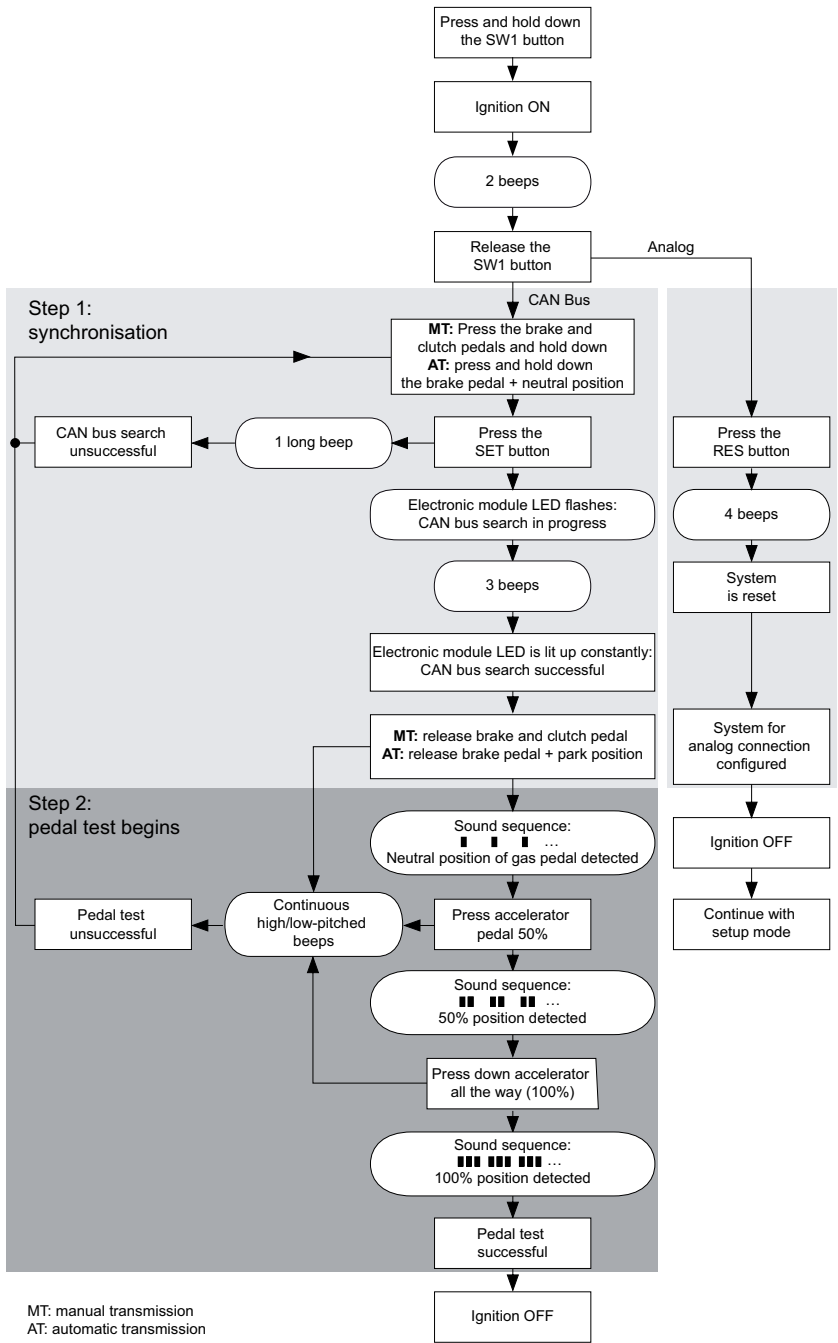 Press and hold down
the SW1 button
Ignition ON
2 beeps
Release the
SW1 button
Analog
CAN Bus
Step 1:
synchronisation
MT: Press the brake and
clutch pedals and hold down
AT: press and hold down
the brake pedal + neutral position
CAN bus search
unsuccessful
1 long beep
Press the
SET button
Press the
RES button
Electronic module LED flashes:
CAN bus search in progress
4 beeps
3 beeps
System
is reset
Electronic module LED is lit up constantly:
CAN bus search successful
MT: release brake and clutch pedal
AT: release brake pedal + park position
System for
analog connection
configured
Step 2:
pedal test begins
Sound sequence:
...
Neutral position of gas pedal detected
Ignition OFF
Pedal test
unsuccessful
Continuous
high/low-pitched
beeps
Press accelerator
pedal 50%
Continue with
setup mode
Sound sequence:
...
50% position detected
Press down accelerator
all the way (100%)
Sound sequence:
...
100% position detected
Pedal test
successful
Ignition OFF
MT: manual transmission
AT: automatic transmission